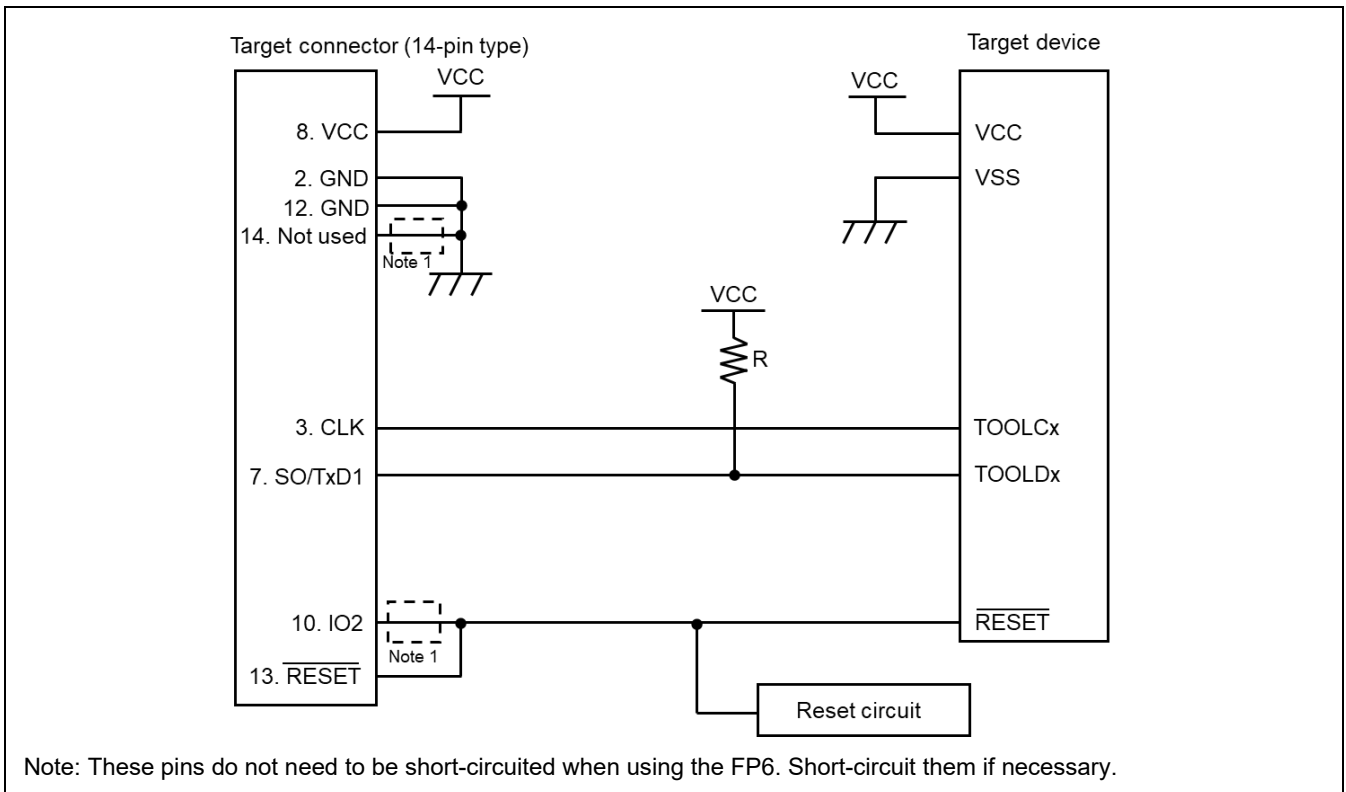 Target connector (14-pin type)
Target device
VCC
VCC
8. VCC
VCC
2. GND
VSS
12. GND
14. Not used
Note 1
VCC
R
3. CLK
TOOLCx
7. SO/TxD1
TOOLDx
10. IO2
RESET
Note 1
13. RESET
Reset circuit
Note: These pins do not need to be short-circuited when using the FP6. Short-circuit them if necessary.